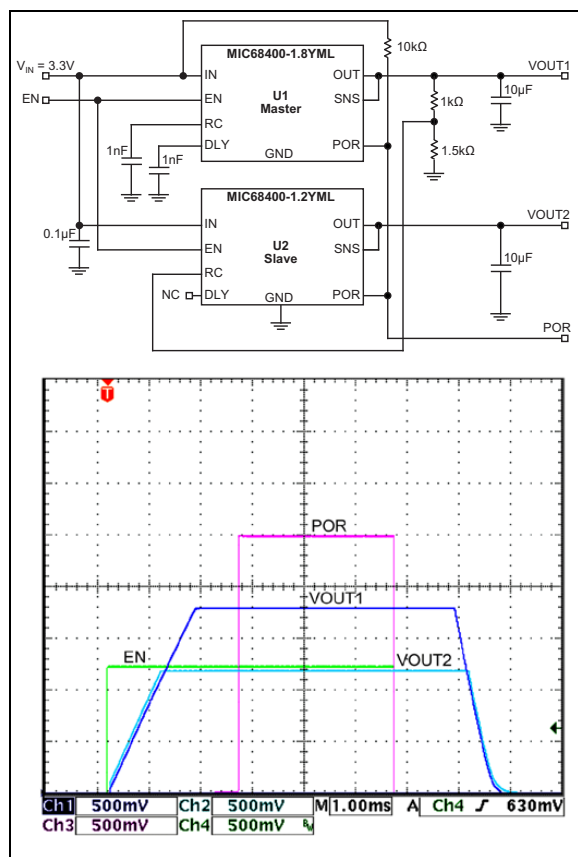 MIC68400-1.8YML
10kΩ
VIN = 3.3V
IN
OUT
VOUT1
EN
EN
U1
Master
SNS
10µF
RC
1kΩ
1nF
1nF
DLY
POR
1.5kΩ
GND
MIC68400-1.2YML
IN
OUT
VOUT2
0.1µF
EN
U2
Slave
SNS
RC
10µF
NC
DLY
GND
POR
POR
T
POR
VOUT1
EN
VOUT2
Ch1 500mV Ch2 500mV M 1.00ms A Ch4 ʃ 630mV
Ch3 500mV Ch4 500mV BW